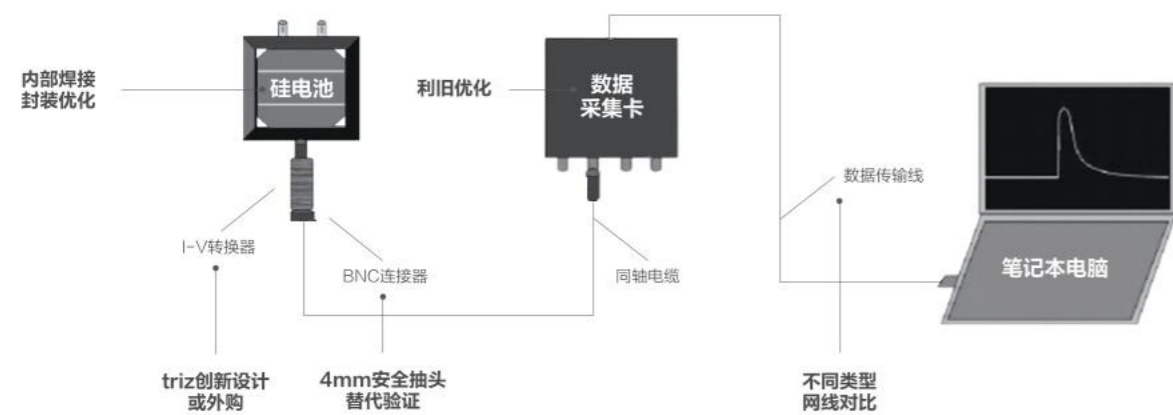 内部焊接
封装优化
硅电池
利旧优化
数据
采集卡
数据传输线
I-V转换器
BNC连接器
同轴电缆
笔记本电脑
triz创新设计
或外购
4mm安全抽头
替代验证
不同类型
网线对比